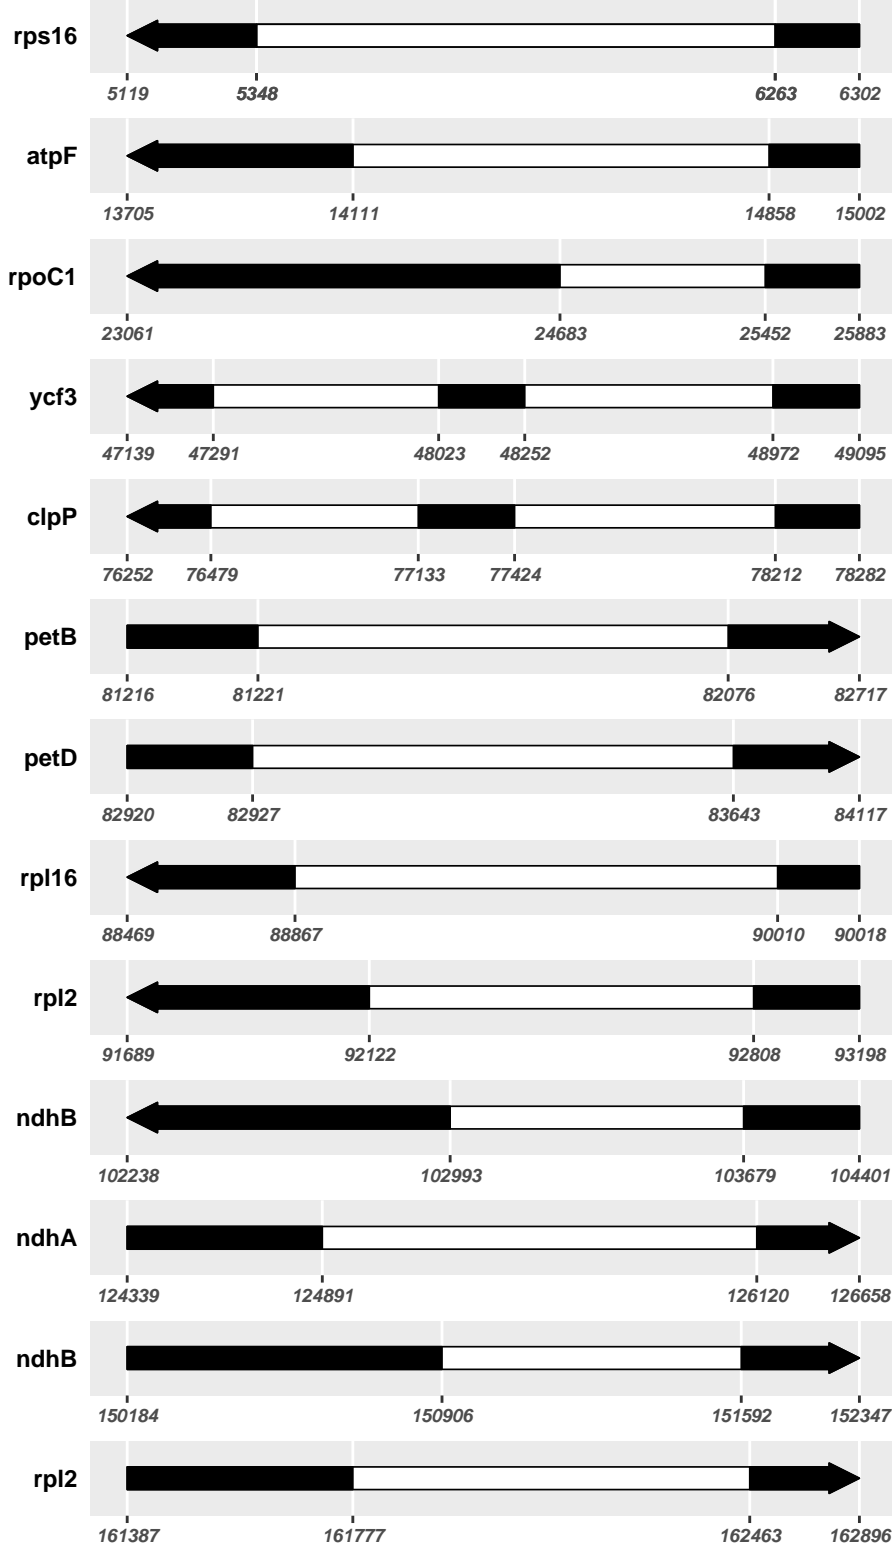 rps16
5119 5348 6263 6302
atpF
13705 14111 14858 15002
rpoC1
23061 24683 25452 25883
ycf3
47139 47291 48023 48252 48972 49095
clpP
76252 76479 77133 77424 78212 78282
petB
81216 81221 82076 82717
petD
82920 82927 83643 84117
rpl16
88469 88867 90010 90018
rpl2
91689 92122 92808 93198
ndhB
102238 102993 103679 104401
ndhA
124339 124891 126120 126658
ndhB
150184 150906 151592 152347
rpl2
161387 161777 162463 162896